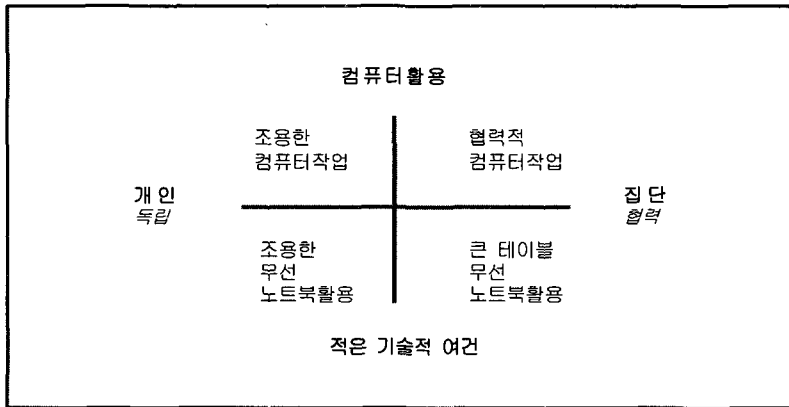 컴퓨터활용
조용한
컴퓨터작업
협력적
컴퓨터작업
개인
독립
집단
협력
조용한
무선
노트북활용
큰 테이블
무선
노트북활용
적은 기술적 여건